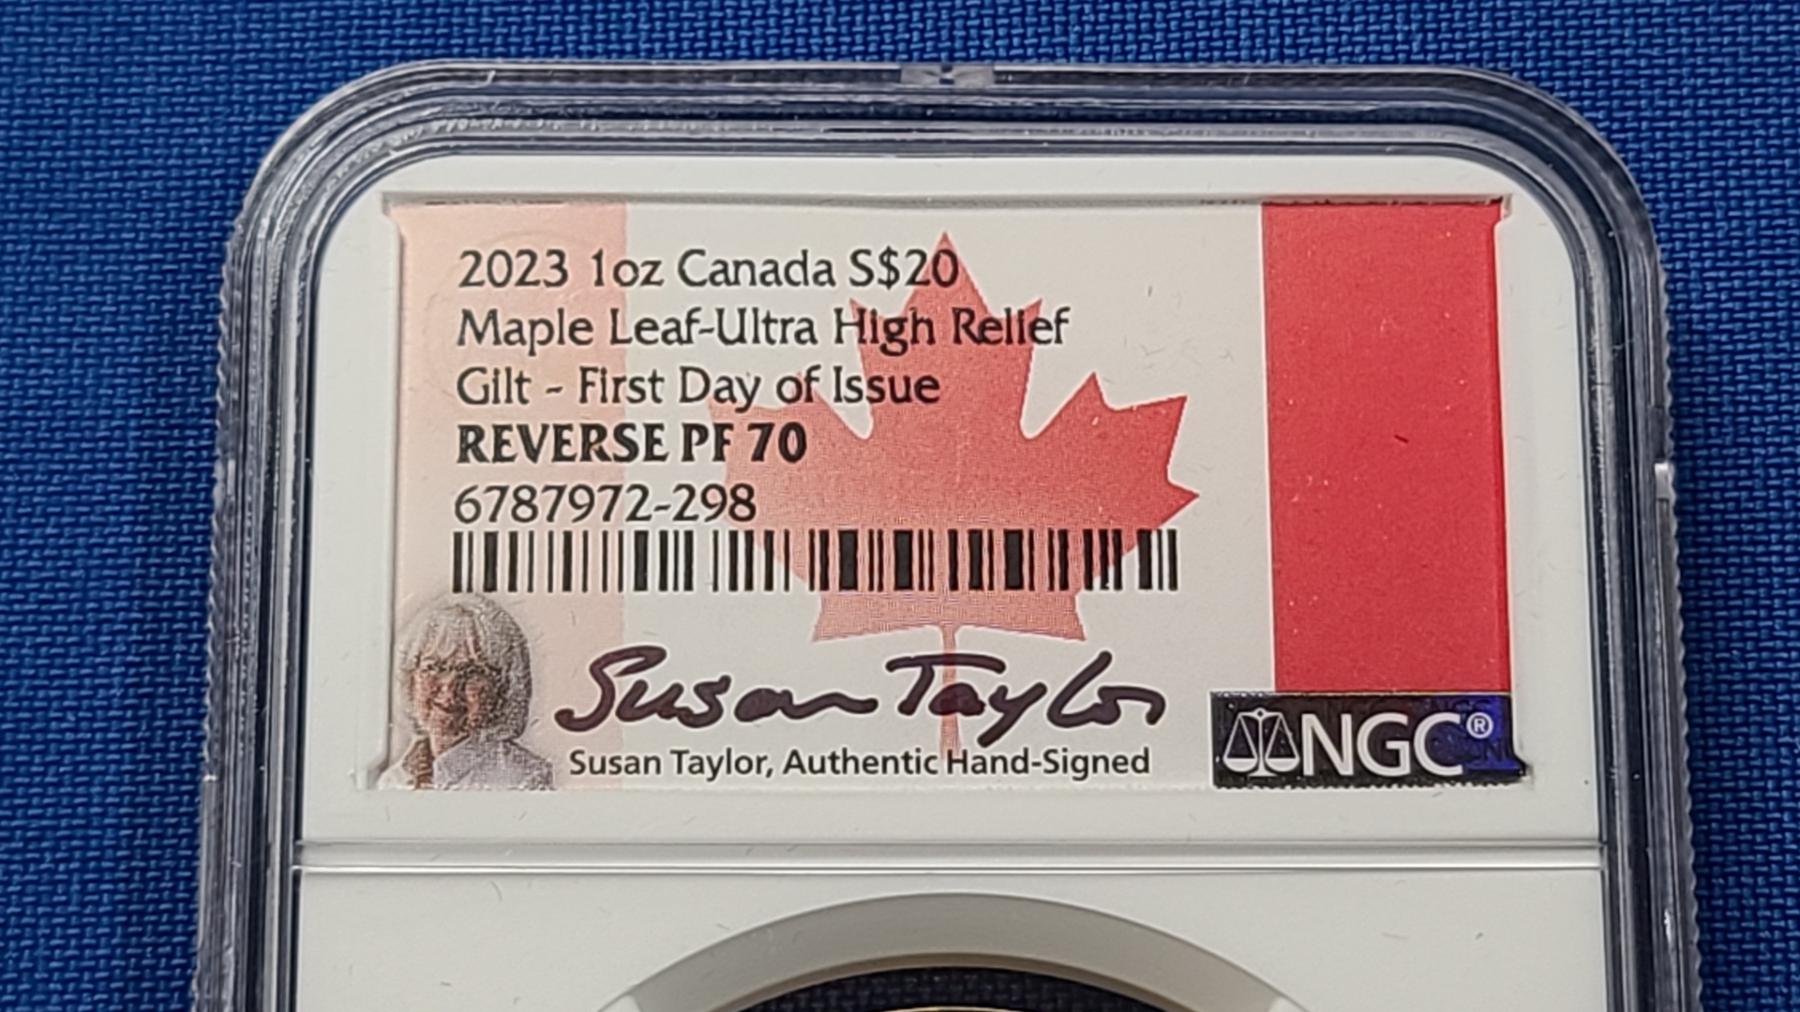 2023 1oz Canada S$20
Maple Leaf-Ultra High Relief
Gilt - First Day of Issue
REVERSE PF 70
6787972-298
Susan Taylor
Susan Taylor, Authentic Hand-Signed
NGC®